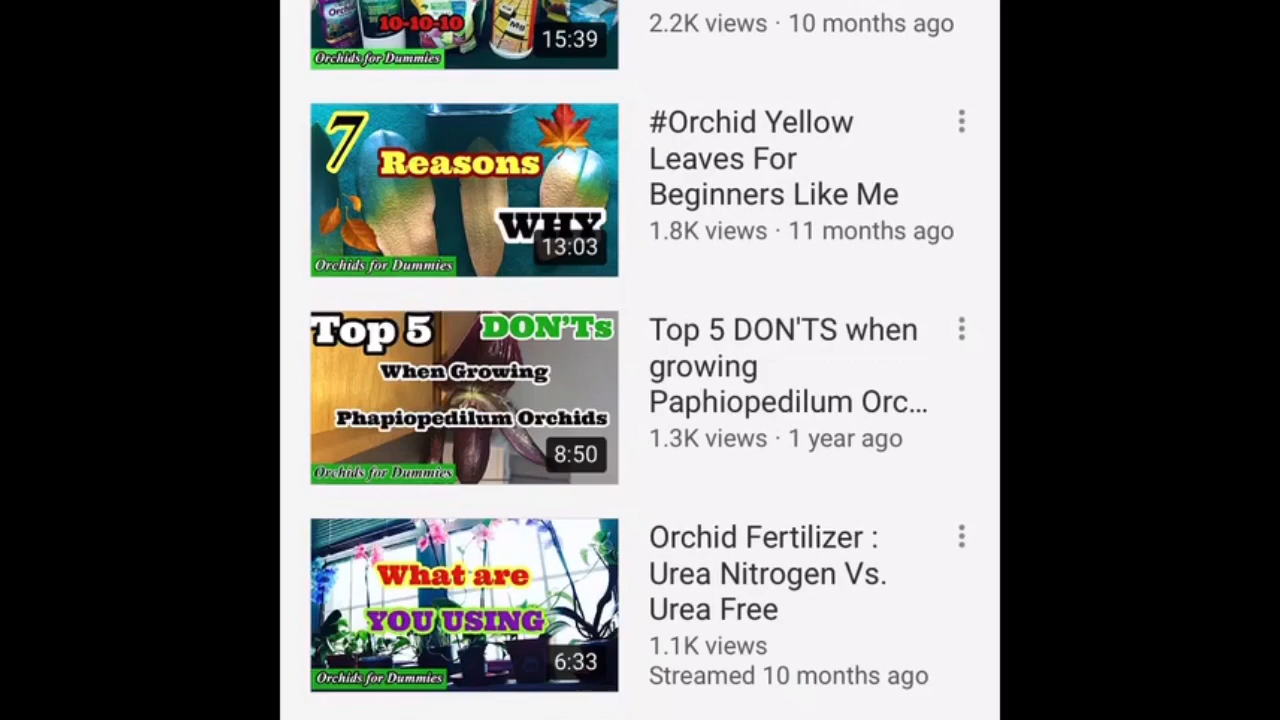 Orchid
10-10-10
Mg
15:39
Orchids for Dummies
2.2K views · 10 months ago
7
Reasons
WHY
13:03
Orchids for Dummies
#Orchid Yellow
Leaves For
Beginners Like Me
1.8K views · 11 months ago
Top 5 DON'Ts
When Growing
Phapiopedilum Orchids
8:50
Orchids for Dummies
Top 5 DON'TS when
growing
Paphiopedilum Orc...
1.3K views · 1 year ago
What are
YOU USING
6:33
Orchids for Dummies
Orchid Fertilizer :
Urea Nitrogen Vs.
Urea Free
1.1K views
Streamed 10 months ago